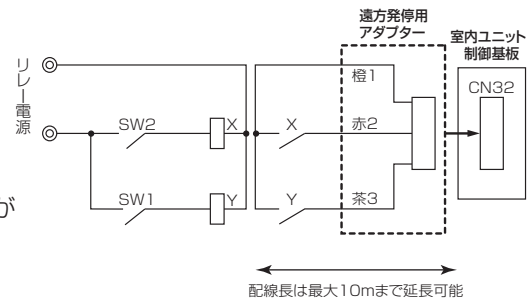 遠方発停用
アダプター
室内ユニット
制御基板
リレー電源
橙1
CN32
SW2
X
X
赤2
SW1
Y
Y
茶3
が
配線長は最大10mまで延長可能